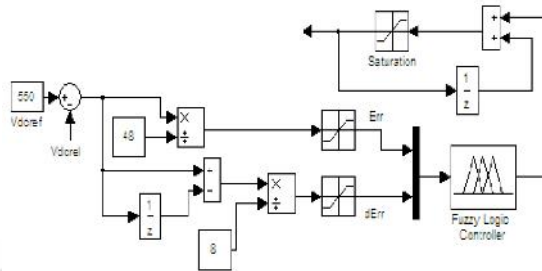 550
Vdcref
Vdcrel
48
1
z
8
Err
dErr
Saturation
1
z
Fuzzy Logic
Controller